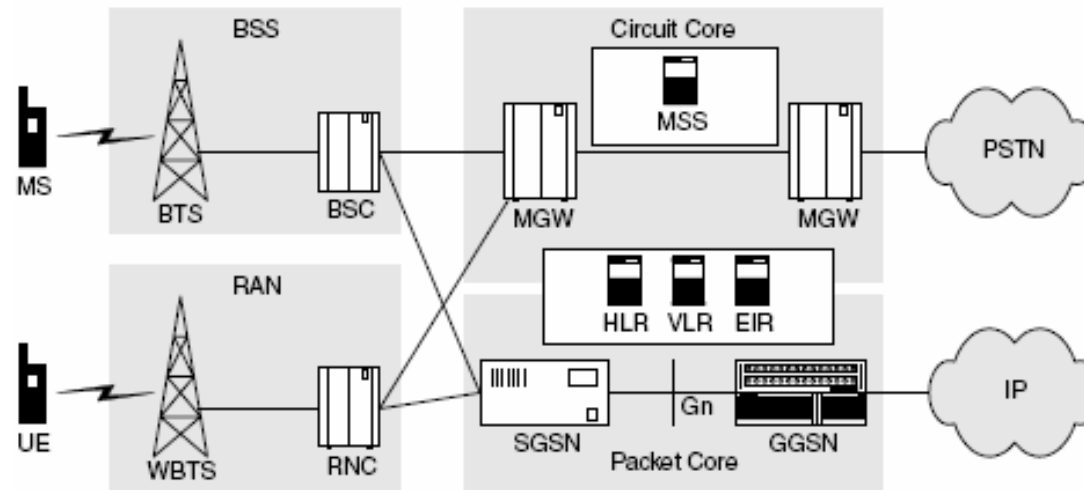 BSS
Circuit Core
MSS
MS
BTS
BSC
MGW
MGW
PSTN
RAN
HLR VLR EIR
UE
WBTS
RNC
SGSN
Gn
GGSN
IP
Packet Core